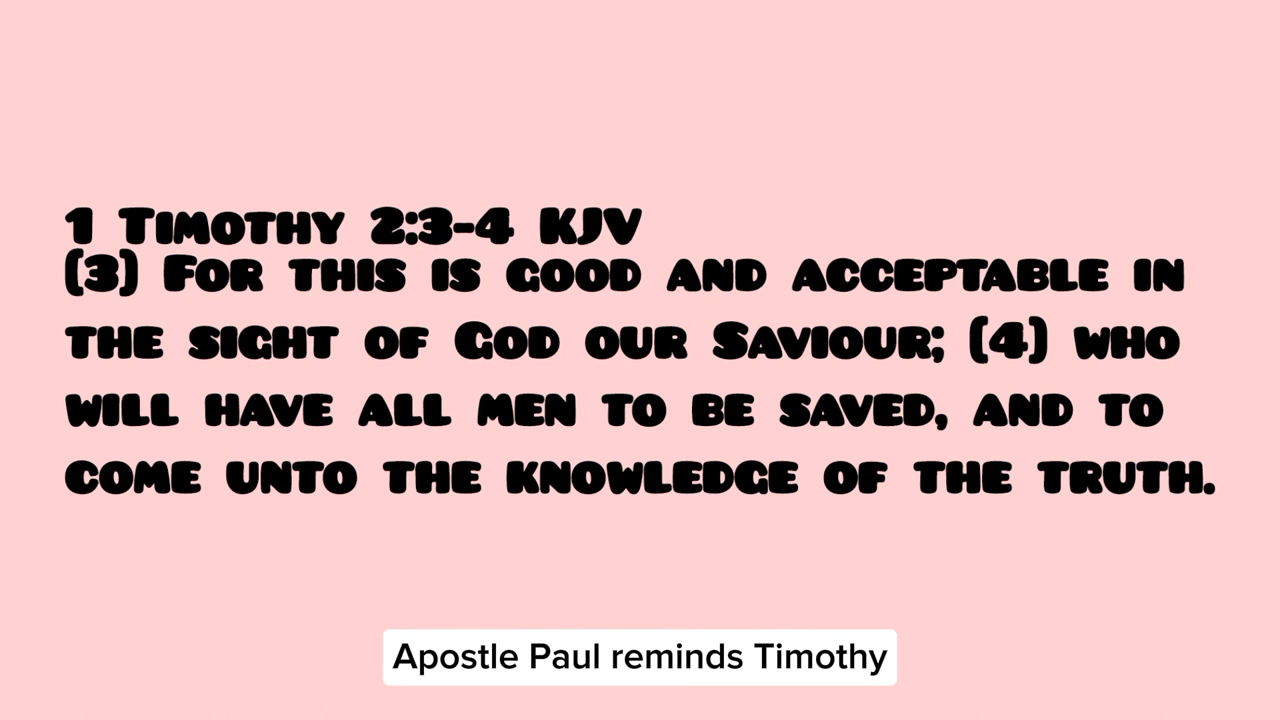 1 Timothy 2:3-4 KJV
(3) For this is good and acceptable in
the sight of God our Saviour; (4) who
will have all men to be saved, and to
come unto the knowledge of the truth.
Apostle Paul reminds Timothy